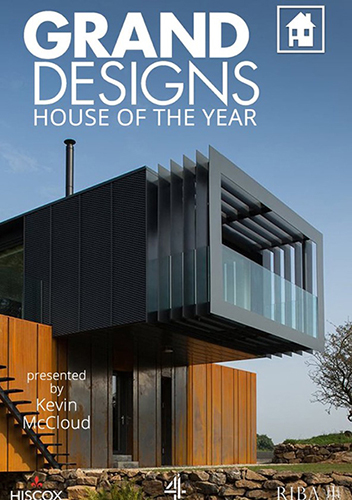 GRAND
DESIGNS
HOUSE OF THE YEAR
presented
by
Kevin
McCloud
HISCOX
4
RIBA